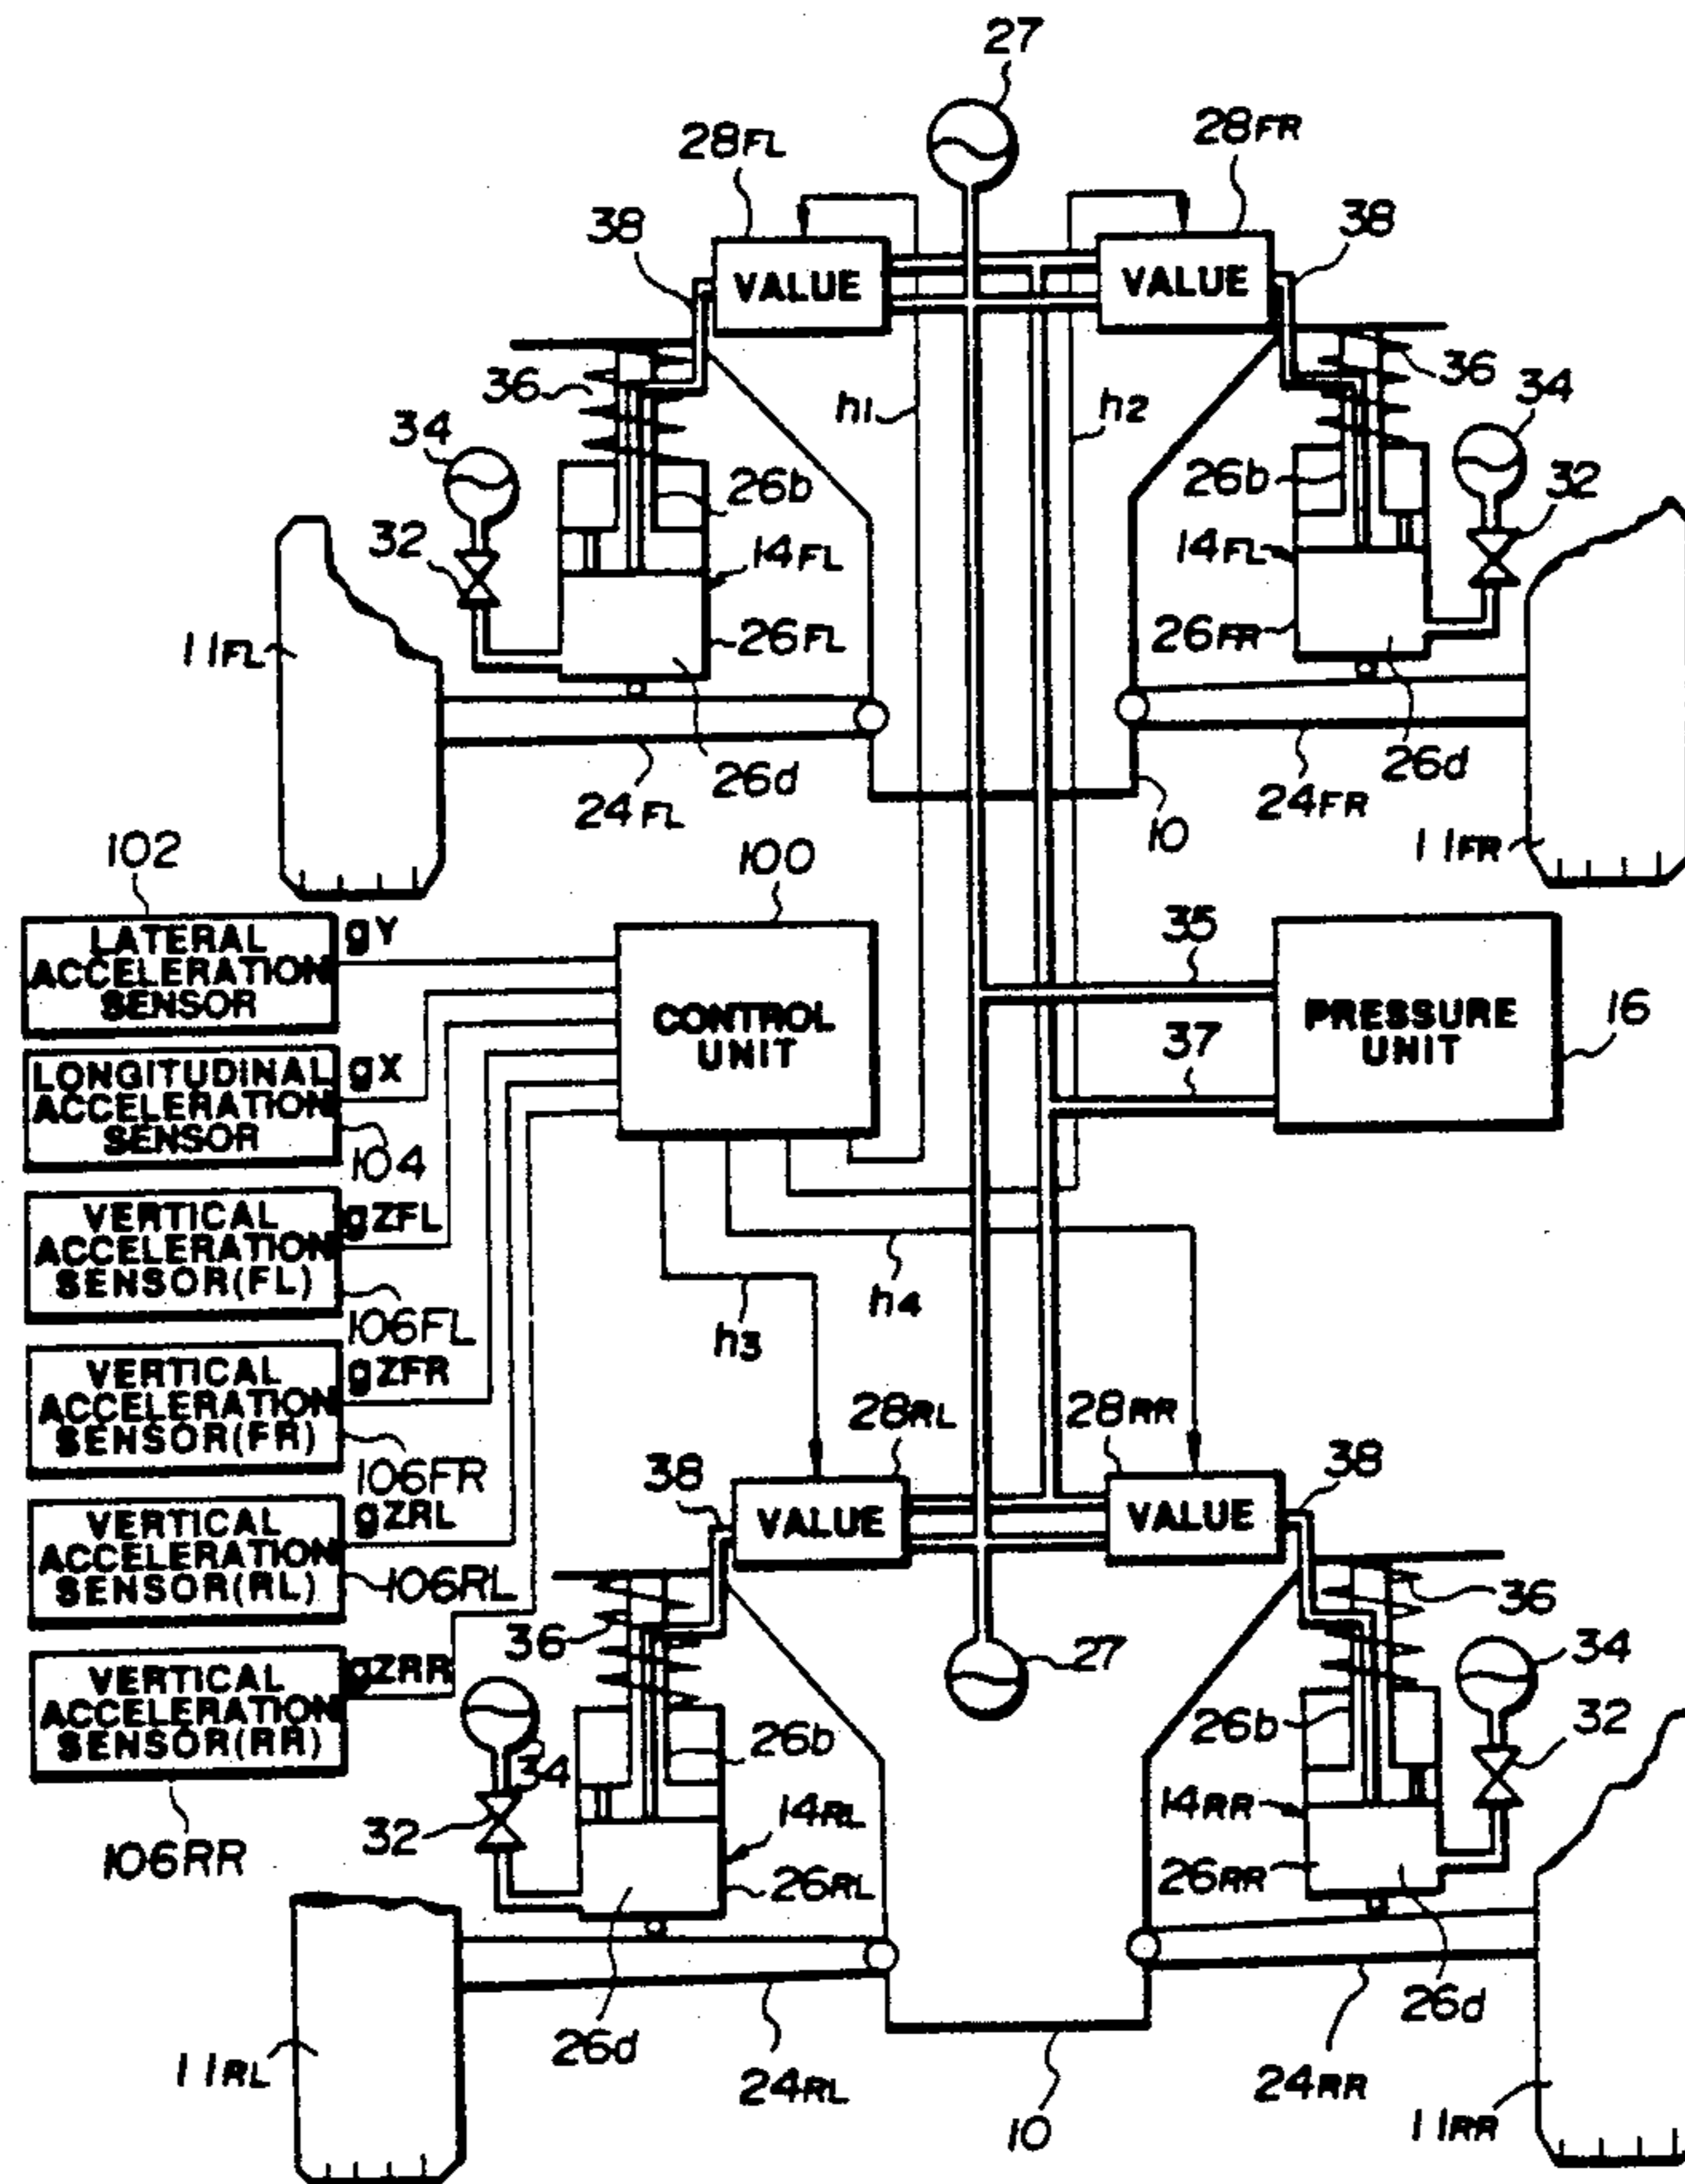 27
28FL
28FR
38
38
VALUE
VALUE
36
36
h1
h2
34
34
26b
26b
32
32
14FL
14FL
11FL
26FL
26FR
26d
26d
24FL
24FR
10
11FR
102
100
LATERAL
ACCELERATION
SENSOR
gY
35
CONTROL
UNIT
PRESSURE
UNIT
16
37
LONGITUDINAL
ACCELERATION
SENSOR
gX
104
VERTICAL
ACCELERATION
SENSOR(FL)
gZFL
106FL
h3
h4
VERTICAL
ACCELERATION
SENSOR(FR)
gZFR
106FR
28RL
28RR
38
38
VALUE
VALUE
VERTICAL
ACCELERATION
SENSOR(RL)
gZRL
106RL
36
36
27
34
34
VERTICAL
ACCELERATION
SENSOR(RR)
gZRR
106RR
26b
26b
32
32
14RL
14RR
26RL
26RR
26d
26d
11RL
24RL
24RR
10
11RR